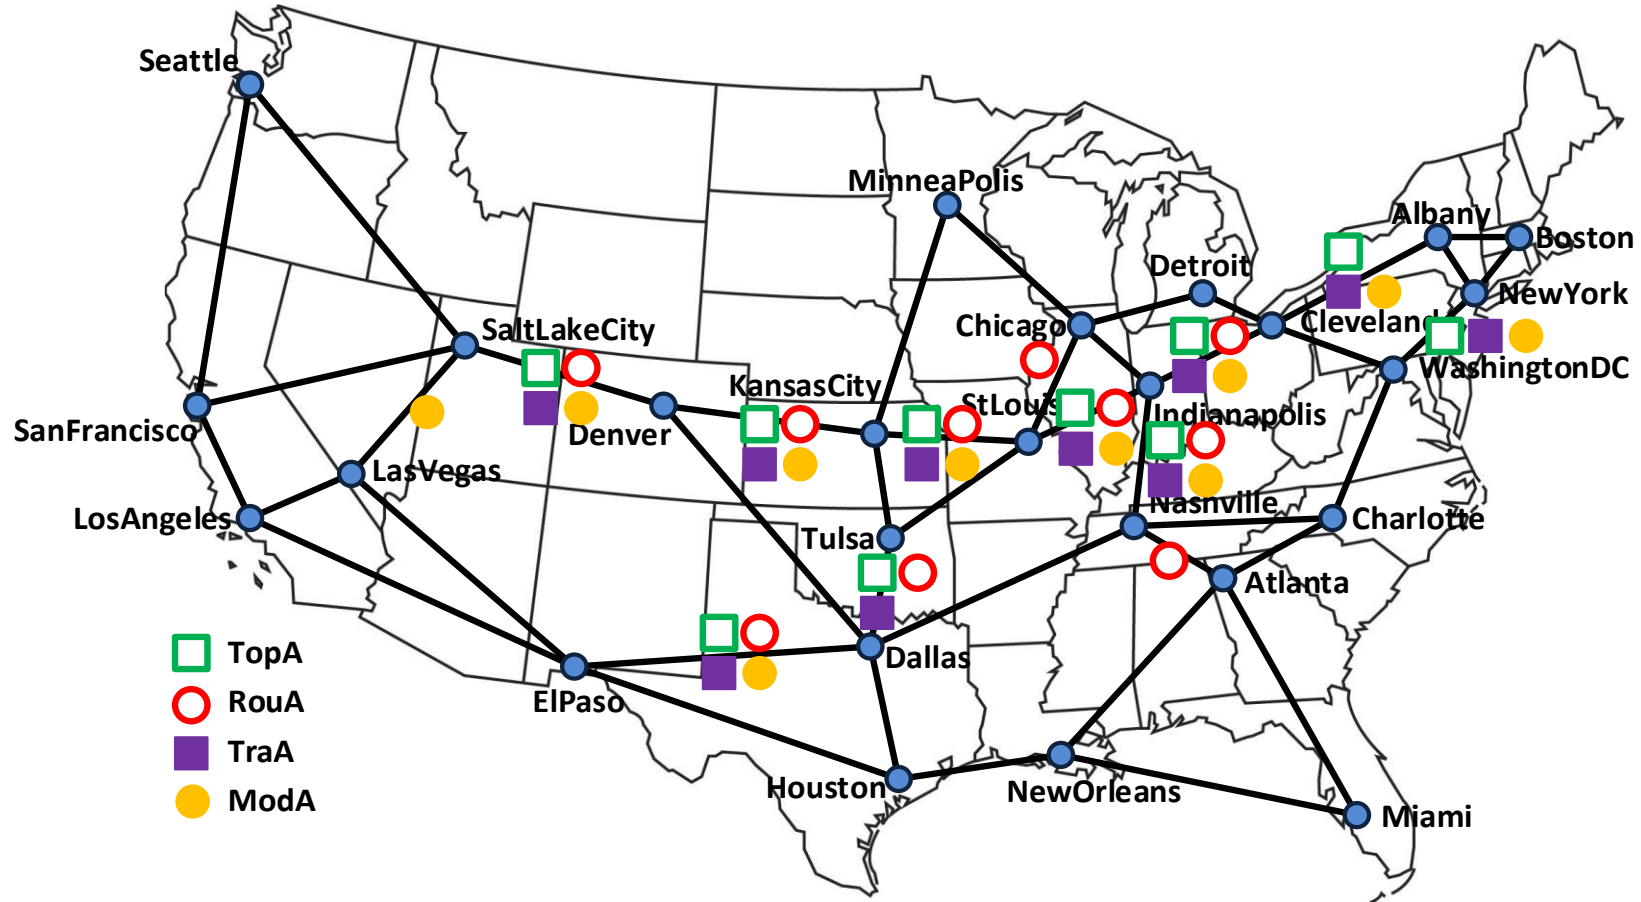 Seattle
MinneaPolis
Albany
Boston
Detroit
NewYork
SaltLakeCity
Chicago
Cleveland
WashingtonDC
KansasCity
StLouis
Indianapolis
SanFrancisco
Denver
LasVegas
Nashville
LosAngeles
Charlotte
Tulsa
Atlanta
Dallas
ElPaso
Houston
NewOrleans
Miami
TopA
RouA
TraA
ModA